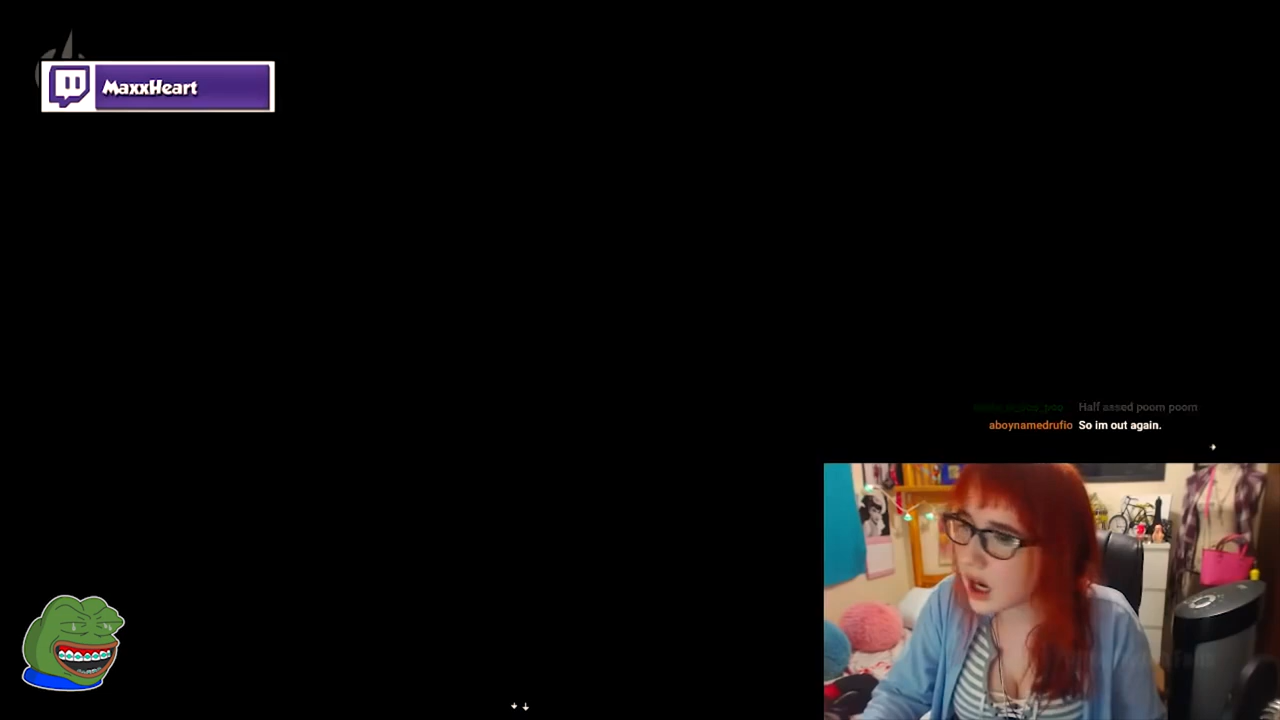 MaxxHeart
Half assed poom poom
aboynamedrufio So im out again.